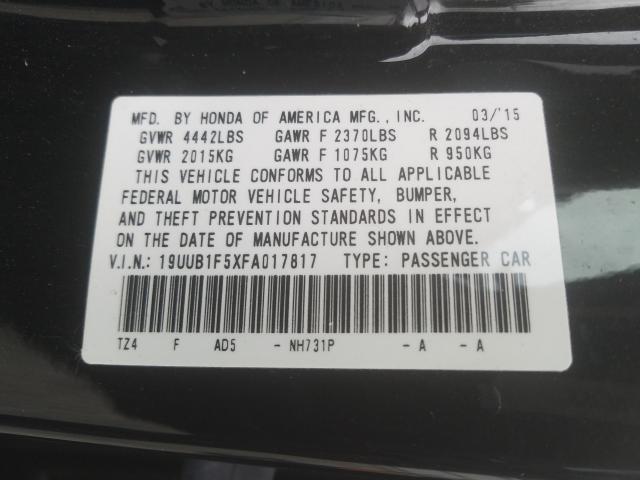 MFD. BY HONDA OF AMERICA MFG., INC. 03/'15
GVWR 4442LBS GAWR F 2370LBS R 2094LBS
GVWR 2015KG GAWR F 1075KG R 950KG
THIS VEHICLE CONFORMS TO ALL APPLICABLE
FEDERAL MOTOR VEHICLE SAFETY, BUMPER,
AND THEFT PREVENTION STANDARDS IN EFFECT
ON THE DATE OF MANUFACTURE SHOWN ABOVE.
V.I.N.: 19UUB1F5XFA017817 TYPE: PASSENGER CAR
TZ4 F AD5 - NH731P - A - A